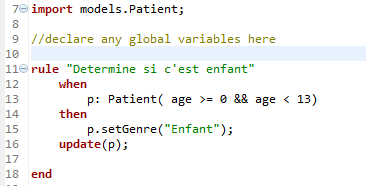 7 import models.Patient;
8
9 //declare any global variables here
10
11 rule "Determine si c'est enfant"
12 when
13 p: Patient( age >= 0 && age < 13)
14 then
15 p.setGenre("Enfant");
16 update(p);
17
18 end